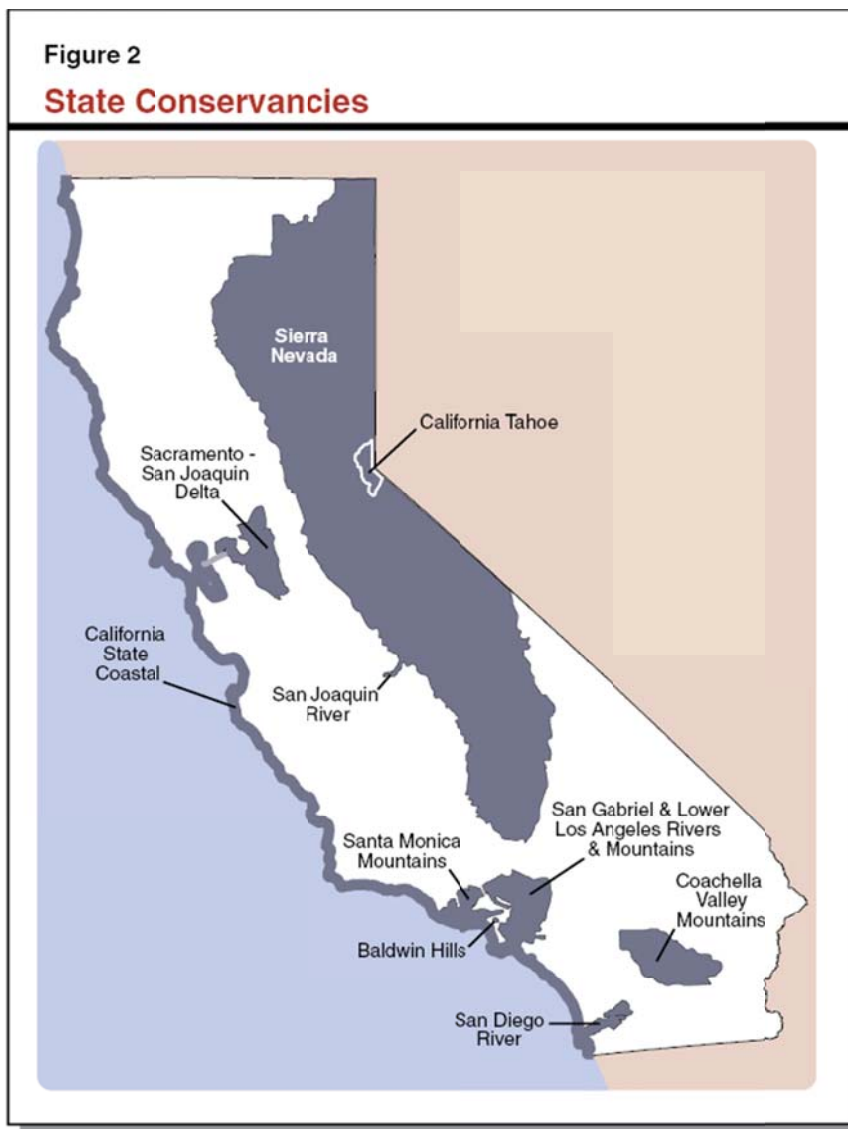 Figure 2
State Conservancies
Sierra
Nevada
California Tahoe
Sacramento -
San Joaquin
Delta
California
State
Coastal
San Joaquin
River
San Gabriel & Lower
Los Angeles Rivers
& Mountains
Santa Monica
Mountains
Coachella
Valley
Mountains
Baldwin Hills
San Diego
River